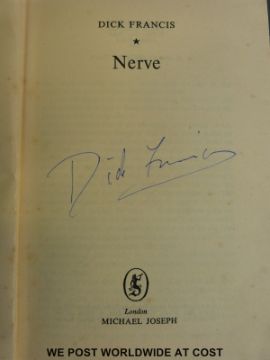 DICK FRANCIS
★
Nerve
Dick Francis
London
MICHAEL JOSEPH
WE POST WORLDWIDE AT COST